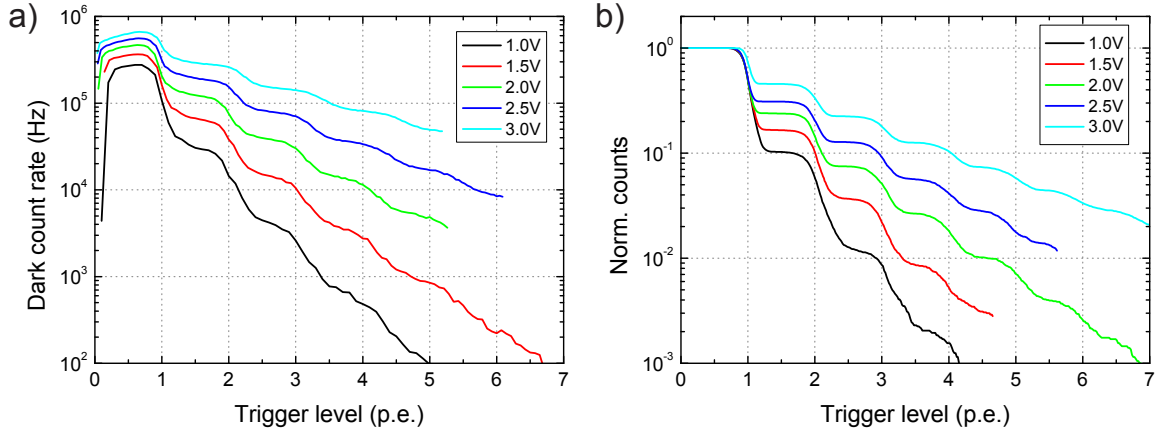 a)
Dark count rate (Hz)
10^6
10^5
10^4
10^3
10^2
0 1 2 3 4 5 6 7
Trigger level (p.e.)
1.0V
1.5V
2.0V
2.5V
3.0V
b)
Norm. counts
10^0
10^-1
10^-2
10^-3
0 1 2 3 4 5 6 7
Trigger level (p.e.)
1.0V
1.5V
2.0V
2.5V
3.0V